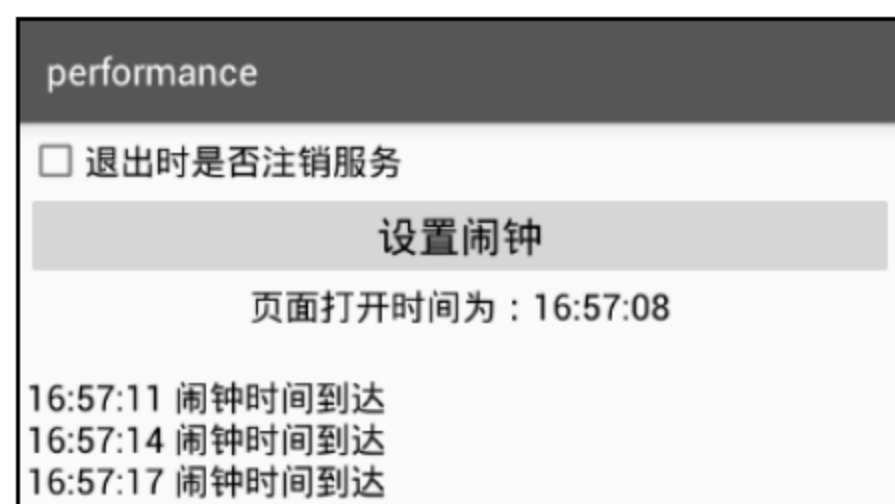 performance
退出时是否注销服务
设置闹钟
页面打开时间为：16:57:08
16:57:11 闹钟时间到达
16:57:14 闹钟时间到达
16:57:17 闹钟时间到达